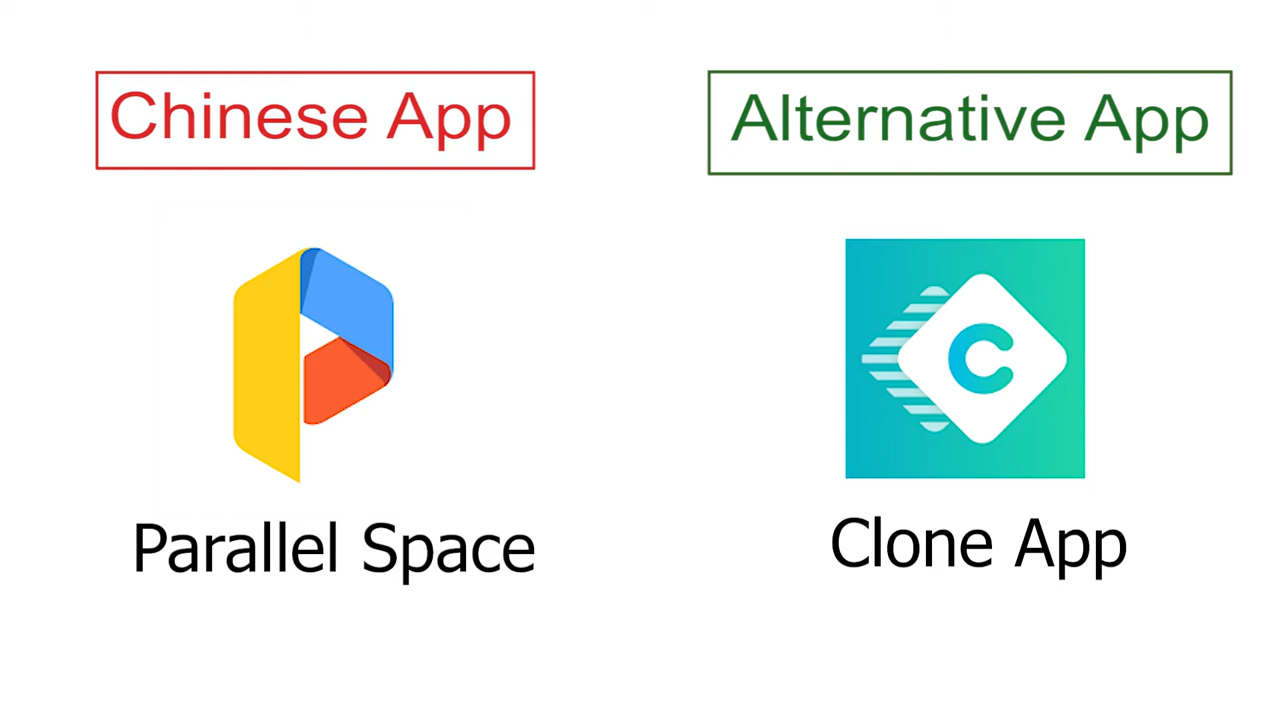 Chinese App
Alternative App
C
Parallel Space
Clone App